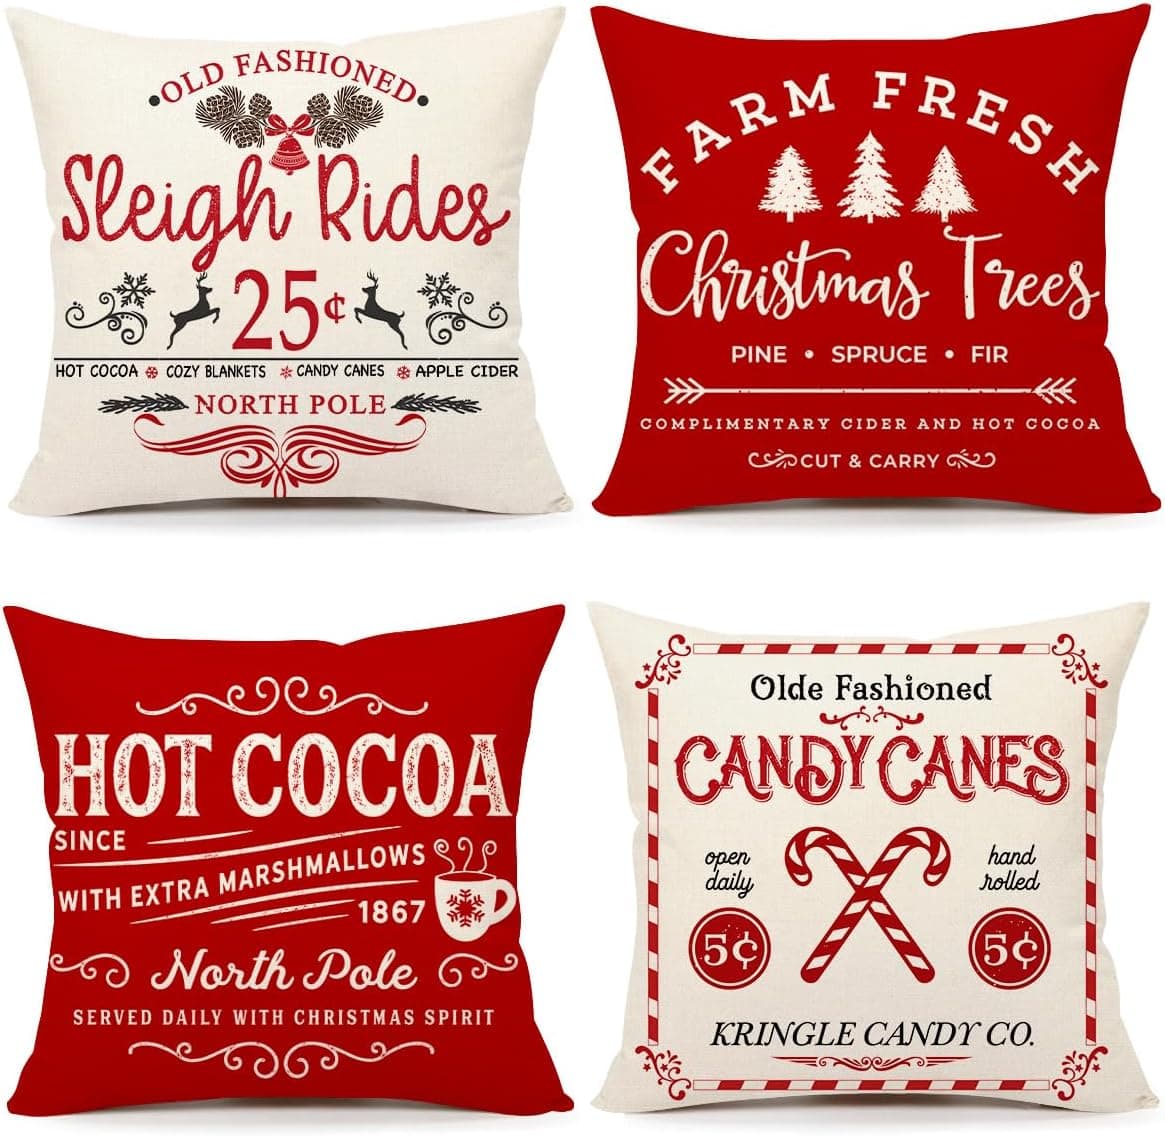 OLD FASHIONED
Sleigh Rides
25¢
HOT COCOA COZY BLANKETS CANDY CANES APPLE CIDER
NORTH POLE
FARM FRESH
Christmas Trees
PINE • SPRUCE • FIR
COMPLIMENTARY CIDER AND HOT COCOA
CUT & CARRY
HOT COCOA
SINCE
WITH EXTRA MARSHMALLOWS
1867
North Pole
SERVED DAILY WITH CHRISTMAS SPIRIT
Olde Fashioned
CANDY CANES
open daily
hand rolled
5¢
5¢
KRINGLE CANDY CO.